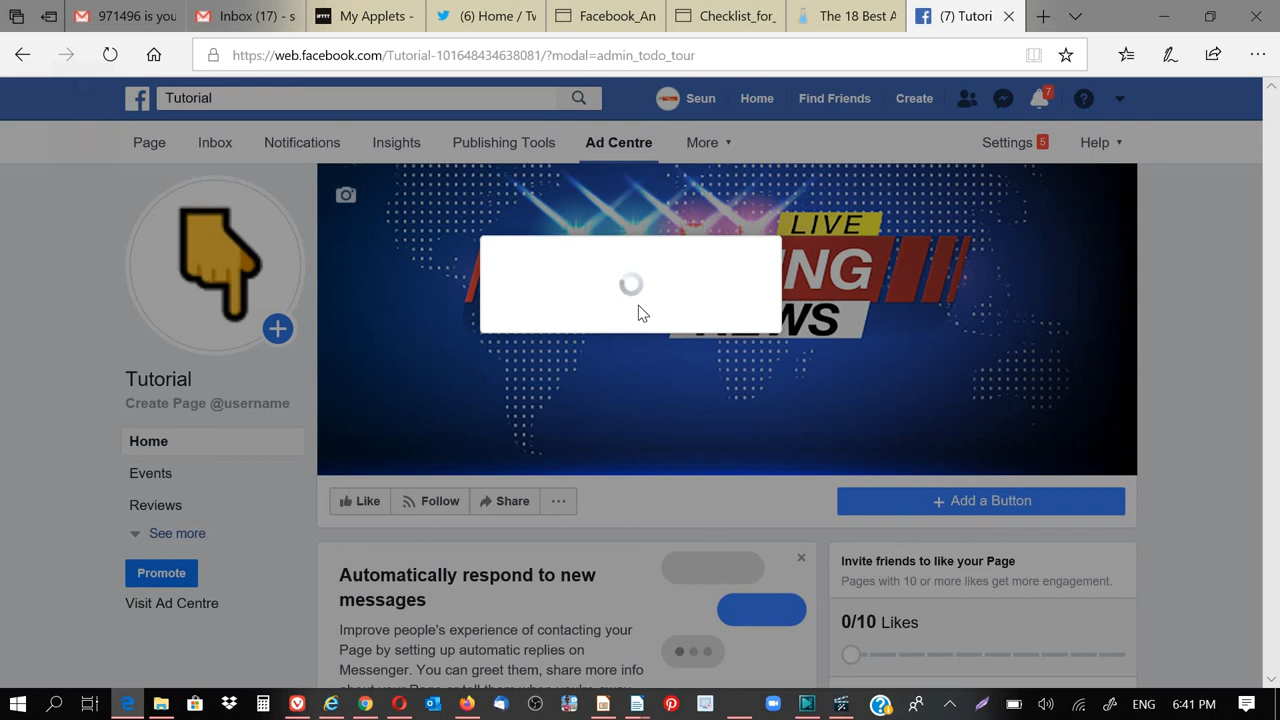 971496 is you
Inbox (17) - s
My Applets -
(6) Home / Tw
Facebook_An
Checklist_for_
The 18 Best A
(7) Tutori
https://web.facebook.com/Tutorial-101648434638081/?modal=admin_todo_tour
Tutorial
Seun
Home
Find Friends
Create
7
Page
Inbox
Notifications
Insights
Publishing Tools
Ad Centre
More
Settings 5
Help
LIVE
NG
NEWS
Tutorial
Create Page @username
Home
Events
Reviews
See more
Promote
Visit Ad Centre
Like
Follow
Share
+ Add a Button
Automatically respond to new
messages
Improve people's experience of contacting your
Page by setting up automatic replies on
Messenger. You can greet them, share more info
Invite friends to like your Page
Pages with 10 or more likes get more engagement.
0/10 Likes
ENG
6:41 PM